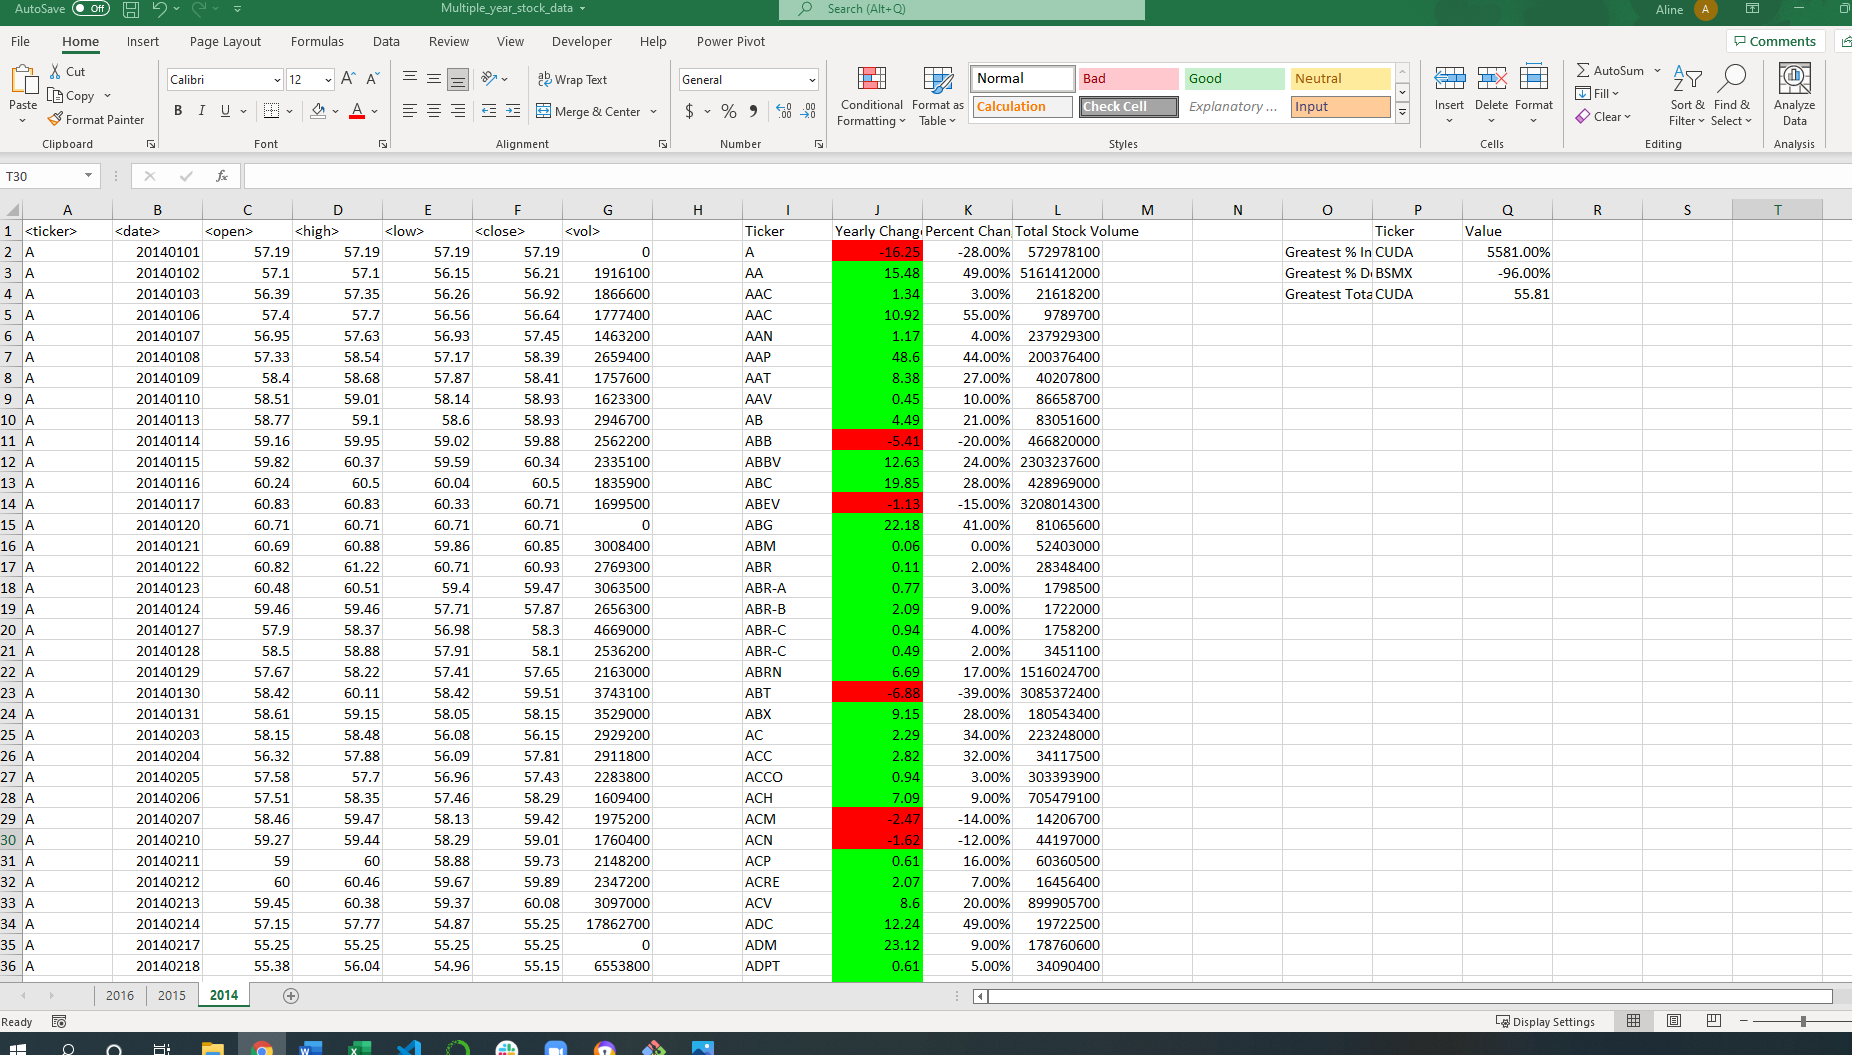 AutoSave Off Multiple_year_stock_data Search (Alt+Q) Aline A
File Home Insert Page Layout Formulas Data Review View Developer Help Power Pivot Comments
Paste Cut Copy Format Painter Clipboard
Calibri 12 B I U A Font
ab Wrap Text Merge & Center Alignment
General $ % Number
Conditional Formatting Format as Table
Normal Bad Good Neutral
Calculation Check Cell Explanatory ... Input
Styles
Insert Delete Format Cells
AutoSum Fill Clear Sort & Filter Find & Select Editing
Analyze Data Analysis
T30 fx
A B C D E F G H I J K L M N O P Q R S T
1 <ticker> <date> <open> <high> <low> <close> <vol> Ticker Yearly Chang Percent Chan Total Stock Volume Ticker Value
2 A 20140101 57.19 57.19 57.19 57.19 0 A -16.25 -28.00% 572978100 Greatest % In CUDA 5581.00%
3 A 20140102 57.1 57.1 56.15 56.21 1916100 AA 15.48 49.00% 5161412000 Greatest % D BSMX -96.00%
4 A 20140103 56.39 57.35 56.26 56.92 1866600 AAC 1.34 3.00% 21618200 Greatest Tota CUDA 55.81
5 A 20140106 57.4 57.7 56.56 56.64 1777400 AAC 10.92 55.00% 9789700
6 A 20140107 56.95 57.63 56.93 57.45 1463200 AAN 1.17 4.00% 237929300
7 A 20140108 57.33 58.54 57.17 58.39 2659400 AAP 48.6 44.00% 200376400
8 A 20140109 58.4 58.68 57.87 58.41 1757600 AAT 8.38 27.00% 40207800
9 A 20140110 58.51 59.01 58.14 58.93 1623300 AAV 0.45 10.00% 86658700
10 A 20140113 58.77 59.1 58.6 58.93 2946700 AB 4.49 21.00% 83051600
11 A 20140114 59.16 59.95 59.02 59.88 2562200 ABB -5.41 -20.00% 466820000
12 A 20140115 59.82 60.37 59.59 60.34 2335100 ABBV 12.63 24.00% 2303237600
13 A 20140116 60.24 60.5 60.04 60.5 1835900 ABC 19.85 28.00% 428969000
14 A 20140117 60.83 60.83 60.33 60.71 1699500 ABEV -1.13 -15.00% 3208014300
15 A 20140120 60.71 60.71 60.71 60.71 0 ABG 22.18 41.00% 81065600
16 A 20140121 60.69 60.88 59.86 60.85 3008400 ABM 0.06 0.00% 52403000
17 A 20140122 60.82 61.22 60.71 60.93 2769300 ABR 0.11 2.00% 28348400
18 A 20140123 60.48 60.51 59.4 59.47 3063500 ABR-A 0.77 3.00% 1798500
19 A 20140124 59.46 59.46 57.71 57.87 2656300 ABR-B 2.09 9.00% 1722000
20 A 20140127 57.9 58.37 56.98 58.3 4669000 ABR-C 0.94 4.00% 1758200
21 A 20140128 58.5 58.88 57.91 58.1 2536200 ABR-C 0.49 2.00% 3451100
22 A 20140129 57.67 58.22 57.41 57.65 2163000 ABRN 6.69 17.00% 1516024700
23 A 20140130 58.42 60.11 58.42 59.51 3743100 ABT -6.88 -39.00% 3085372400
24 A 20140131 58.61 59.15 58.05 58.15 3529000 ABX 9.15 28.00% 180543400
25 A 20140203 58.15 58.48 56.08 56.15 2929200 AC 2.29 34.00% 223248000
26 A 20140204 56.32 57.88 56.09 57.81 2911800 ACC 2.82 32.00% 34117500
27 A 20140205 57.58 57.7 56.96 57.43 2283800 ACCO 0.94 3.00% 303393900
28 A 20140206 57.51 58.35 57.46 58.29 1609400 ACH 7.09 9.00% 705479100
29 A 20140207 58.46 59.47 58.13 59.42 1975200 ACM -2.47 -14.00% 14206700
30 A 20140210 59.27 59.44 58.29 59.01 1760400 ACN -1.62 -12.00% 44197000
31 A 20140211 59 60 58.88 59.73 2148200 ACP 0.61 16.00% 60360500
32 A 20140212 60 60.46 59.67 59.89 2347200 ACRE 2.07 7.00% 16456400
33 A 20140213 59.45 60.38 59.37 60.08 3097000 ACV 8.6 20.00% 899905700
34 A 20140214 57.15 57.77 54.87 55.25 17862700 ADC 12.24 49.00% 19722500
35 A 20140217 55.25 55.25 55.25 55.25 0 ADM 23.12 9.00% 178760600
36 A 20140218 55.38 56.04 54.96 55.15 6553800 ADPT 0.61 5.00% 34090400
2016 2015 2014
Ready Display Settings